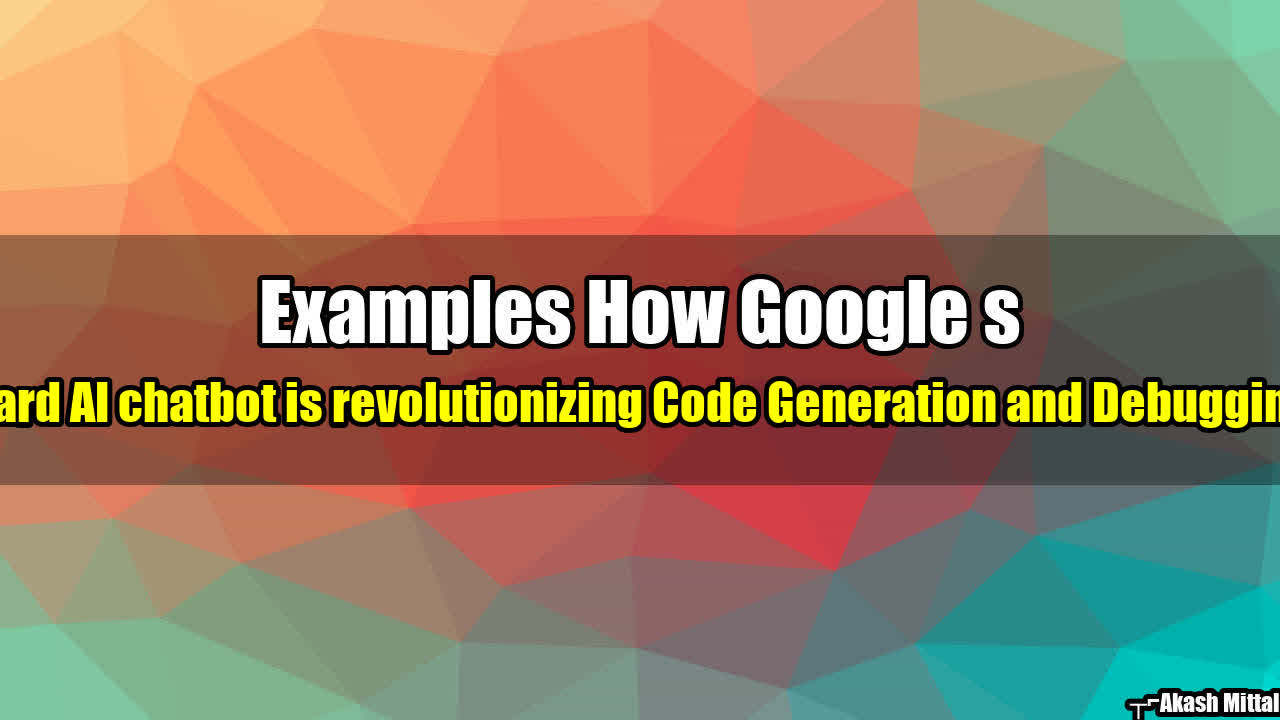 Examples How Google s
ard AI chatbot is revolutionizing Code Generation and Debuggin
┬⌐Akash Mittal